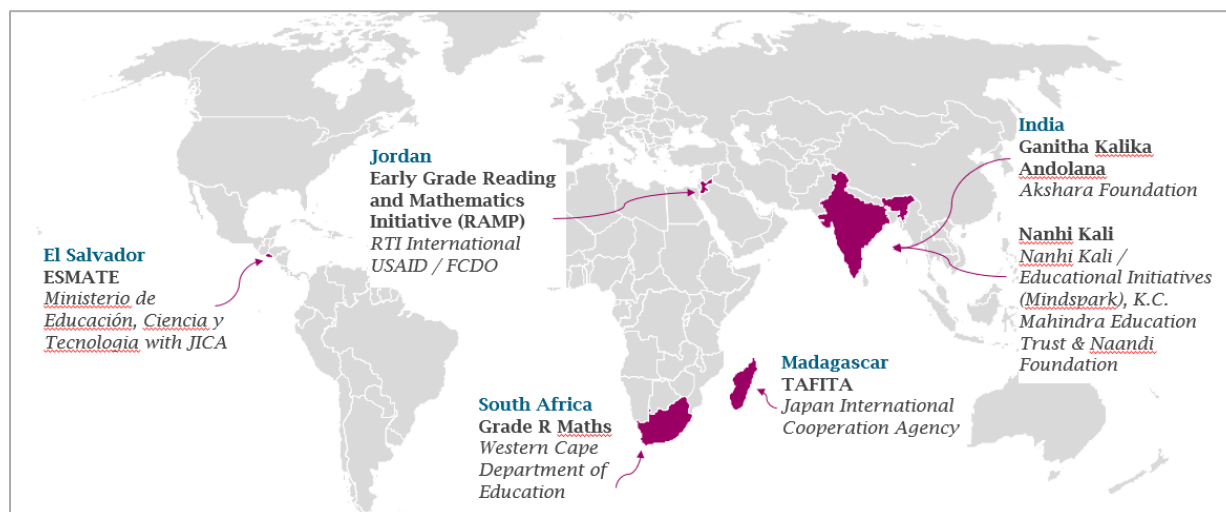 El Salvador
ESMATE
Ministerio de
Educación, Ciencia y
Tecnologia with JICA
Jordan
Early Grade Reading
and Mathematics
Initiative (RAMP)
RTI International
USAID / FCDO
South Africa
Grade R Maths
Western Cape
Department of
Education
Madagascar
TAFITA
Japan International
Cooperation Agency
India
Ganitha Kalika
Andolana
Akshara Foundation
Nanhi Kali
Nanhi Kali /
Educational Initiatives
(Mindspark), K.C.
Mahindra Education
Trust & Naandi
Foundation